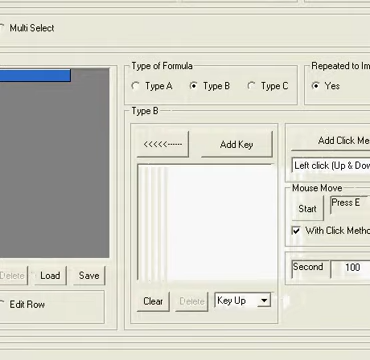 Multi Select
Type of Formula
Type A
Type B
Type C
Repeated to Im
Yes
Type B
<<<<<------
Add Key
Add Click Me
Left click (Up & Dow
Mouse Move
Start
Press E
With Click Metho
Delete
Load
Save
Second
100
Edit Row
Clear
Delete
Key Up